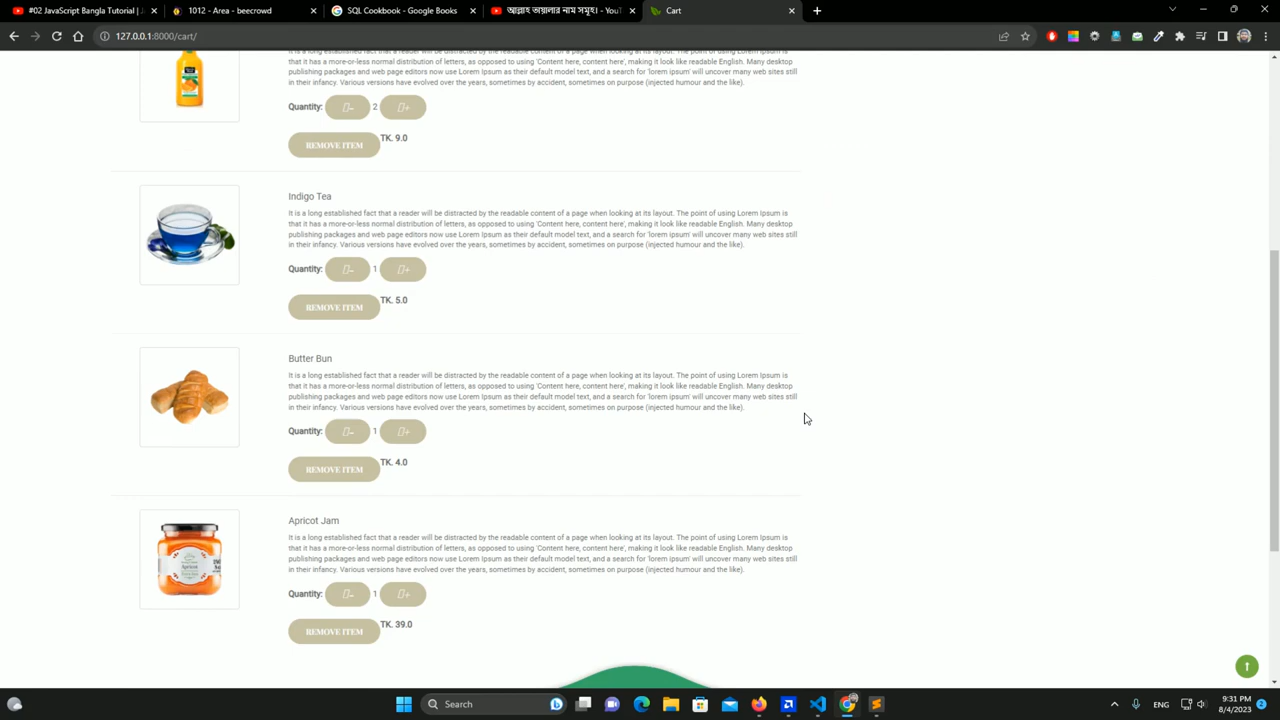 #02 JavaScript Bangla Tutorial | J
1012 - Area - beecrowd
SQL Cookbook - Google Books
আল্লাহ তায়ালার নাম সমূহ। - YouT
Cart
127.0.0.1:8000/cart/
It is a long established fact that a reader will be distracted by the readable content of a page when looking at its layout. The point of using Lorem Ipsum is
that it has a more-or-less normal distribution of letters, as opposed to using 'Content here, content here', making it look like readable English. Many desktop
publishing packages and web page editors now use Lorem Ipsum as their default model text, and a search for 'lorem ipsum' will uncover many web sites still
in their infancy. Various versions have evolved over the years, sometimes by accident, sometimes on purpose (injected humour and the like).
Quantity: - 2 +
REMOVE ITEM TK. 9.0
Indigo Tea
It is a long established fact that a reader will be distracted by the readable content of a page when looking at its layout. The point of using Lorem Ipsum is
that it has a more-or-less normal distribution of letters, as opposed to using 'Content here, content here', making it look like readable English. Many desktop
publishing packages and web page editors now use Lorem Ipsum as their default model text, and a search for 'lorem ipsum' will uncover many web sites still
in their infancy. Various versions have evolved over the years, sometimes by accident, sometimes on purpose (injected humour and the like).
Quantity: - 1 +
REMOVE ITEM TK. 5.0
Butter Bun
It is a long established fact that a reader will be distracted by the readable content of a page when looking at its layout. The point of using Lorem Ipsum is
that it has a more-or-less normal distribution of letters, as opposed to using 'Content here, content here', making it look like readable English. Many desktop
publishing packages and web page editors now use Lorem Ipsum as their default model text, and a search for 'lorem ipsum' will uncover many web sites still
in their infancy. Various versions have evolved over the years, sometimes by accident, sometimes on purpose (injected humour and the like).
Quantity: - 1 +
REMOVE ITEM TK. 4.0
Apricot Jam
It is a long established fact that a reader will be distracted by the readable content of a page when looking at its layout. The point of using Lorem Ipsum is
that it has a more-or-less normal distribution of letters, as opposed to using 'Content here, content here', making it look like readable English. Many desktop
publishing packages and web page editors now use Lorem Ipsum as their default model text, and a search for 'lorem ipsum' will uncover many web sites still
in their infancy. Various versions have evolved over the years, sometimes by accident, sometimes on purpose (injected humour and the like).
Quantity: - 1 +
REMOVE ITEM TK. 39.0
Search
ENG
9:31 PM
8/4/2023
2